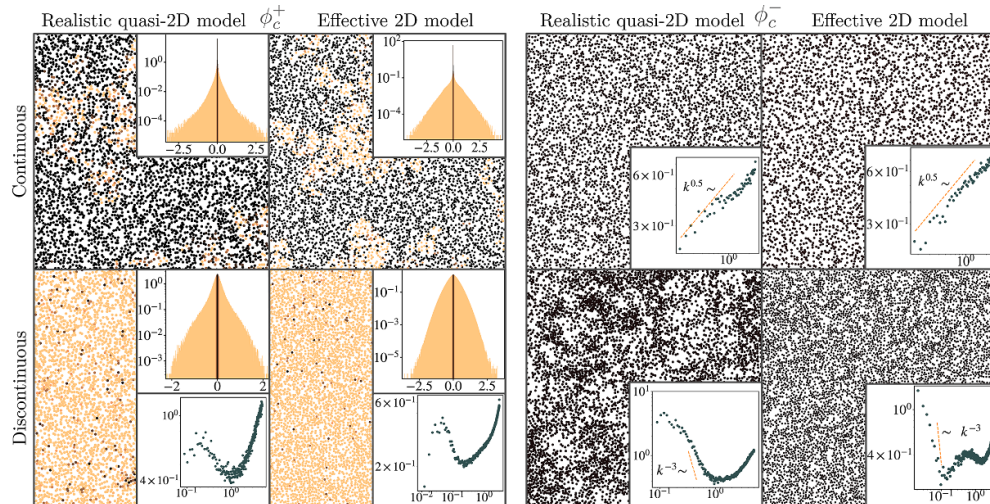 Realistic quasi-2D model ϕc+ Effective 2D model
Realistic quasi-2D model ϕc− Effective 2D model
Continuous
10^0
10^−2
10^−4
−2.5 0.0 2.5
10^2
10^−1
10^−4
−2.5 0.0 2.5
6 × 10^−1
k^0.5 ~
3 × 10^−1
10^0
6 × 10^−1
k^0.5 ~
3 × 10^−1
10^0
Discontinuous
10^0
10^−1
10^−2
10^−3
−2 0 2
10^0
4 × 10^−1
10^−1 10^0
10^−1
10^−3
10^−5
−2.5 0.0 2.5
6 × 10^−1
2 × 10^−1
10^−2 10^−1 10^0
10^1
10^0
k^−3 ~
10^−1 10^0
10^0
~ k^−3
4 × 10^−1
10^−1 10^0